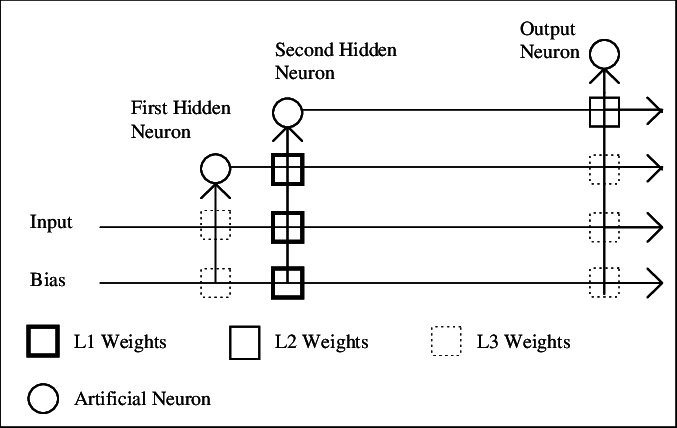 Output
Neuron
Second Hidden
Neuron
First Hidden
Neuron
Input
Bias
L1 Weights
L2 Weights
L3 Weights
Artificial Neuron